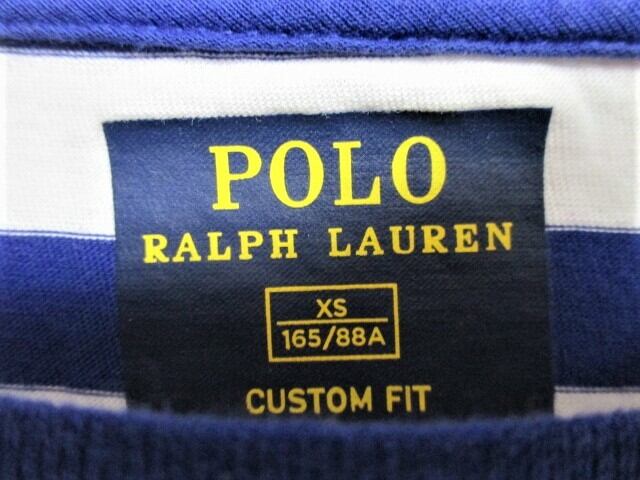 POLO
RALPH LAUREN
XS
165/88A
CUSTOM FIT